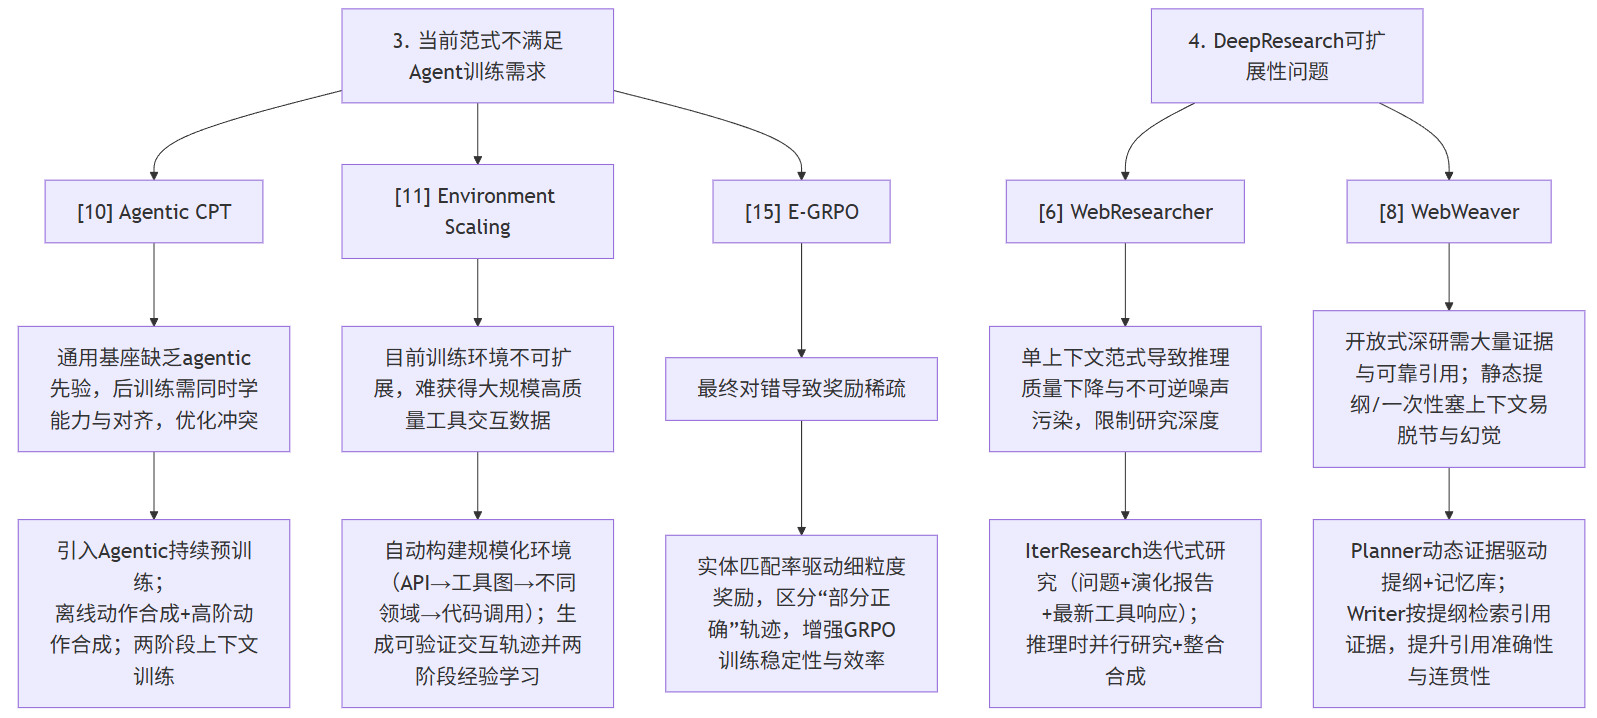 3. 当前范式不满足
Agent训练需求
[10] Agentic CPT
通用基座缺乏agentic
先验，后训练需同时学
能力与对齐，优化冲突
引入Agentic持续预训
练；
离线动作合成+高阶动
作合成；两阶段上下文
训练
[11] Environment
Scaling
目前训练环境不可扩
展，难获得大规模高质
量工具交互数据
自动构建规模化环境
（API→工具图→不同
领域→代码调用）；生
成可验证交互轨迹并两
阶段经验学习
[15] E-GRPO
最终对错导致奖励稀疏
实体匹配率驱动细粒度
奖励，区分“部分正
确”轨迹，增强GRPO
训练稳定性与效率
4. DeepResearch可扩
展性问题
[6] WebResearcher
单上下文范式导致推理
质量下降与不可逆噪声
污染，限制研究深度
IterResearch迭代式研
究（问题+演化报告
+最新工具响应）；
推理时并行研究+整合
合成
[8] WebWeaver
开放式深研需大量证据
与可靠引用；静态提
纲/一次性塞上下文易
脱节与幻觉
Planner动态证据驱动
提纲+记忆库；
Writer按提纲检索引用
证据，提升引用准确性
与连贯性